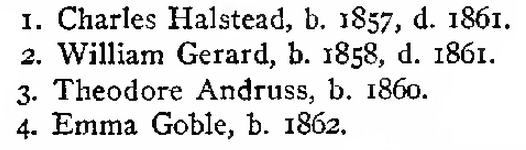 1. Charles Halstead, b. 1857, d. 1861.
2. William Gerard, b. 1858, d. 1861.
3. Theodore Andruss, b. 1860.
4. Emma Goble, b. 1862.